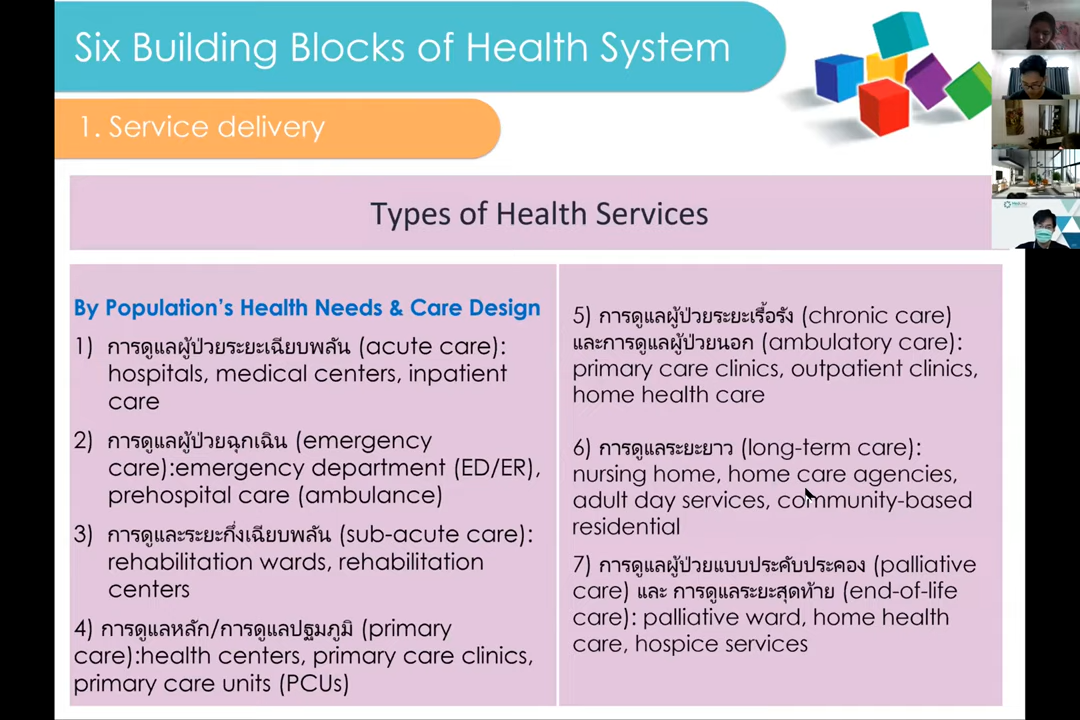 Six Building Blocks of Health System
1. Service delivery
Types of Health Services
By Population’s Health Needs & Care Design
1) การดูแลผู้ป่วยระยะเฉียบพลัน (acute care):
hospitals, medical centers, inpatient
care
2) การดูแลผู้ป่วยฉุกเฉิน (emergency
care):emergency department (ED/ER),
prehospital care (ambulance)
3) การดูและระยะกึ่งเฉียบพลัน (sub-acute care):
rehabilitation wards, rehabilitation
centers
4) การดูแลหลัก/การดูแลปฐมภูมิ (primary
care):health centers, primary care clinics,
primary care units (PCUs)
5) การดูแลผู้ป่วยระยะเรื้อรัง (chronic care)
และการดูแลผู้ป่วยนอก (ambulatory care):
primary care clinics, outpatient clinics,
home health care
6) การดูแลระยะยาว (long-term care):
nursing home, home care agencies,
adult day services, community-based
residential
7) การดูแลผู้ป่วยแบบประคับประคอง (palliative
care) และ การดูแลระยะสุดท้าย (end-of-life
care): palliative ward, home health
care, hospice services